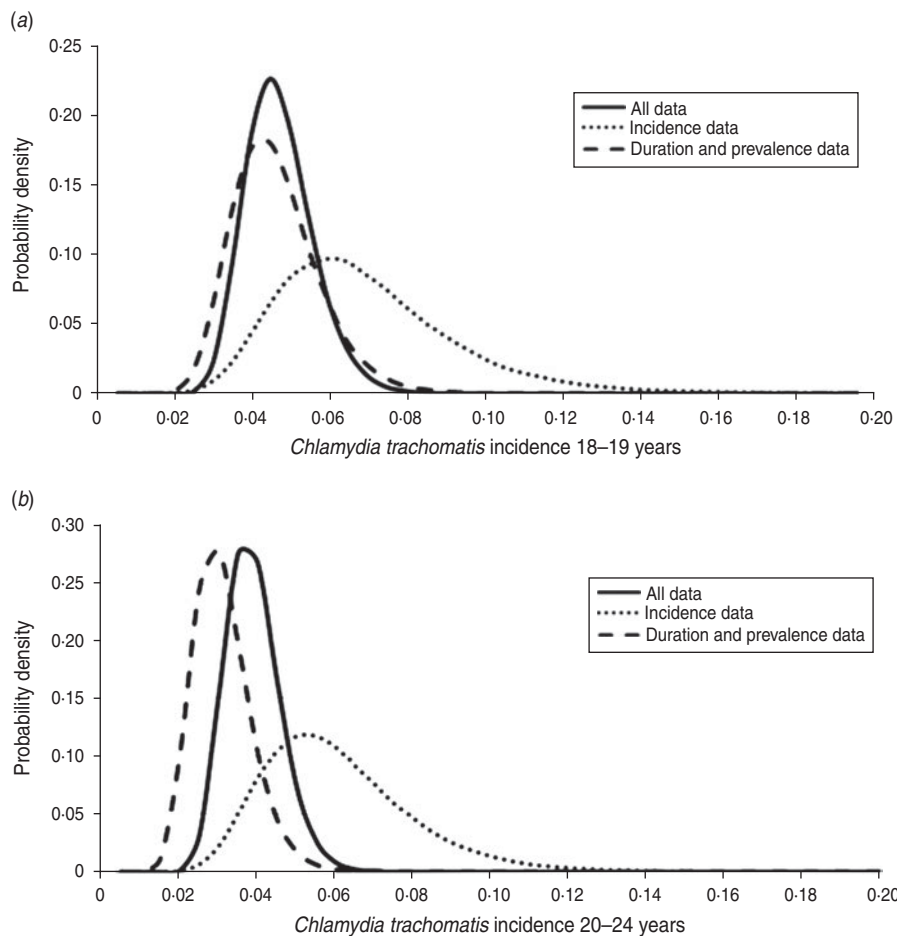 (a)
0·25
0·20
0·15
0·10
0·05
0
Probability density
All data
Incidence data
Duration and prevalence data
0 0·02 0·04 0·06 0·08 0·10 0·12 0·14 0·16 0·18 0·20
Chlamydia trachomatis incidence 18–19 years
(b)
0·30
0·25
0·20
0·15
0·10
0·05
0
Probability density
All data
Incidence data
Duration and prevalence data
0 0·02 0·04 0·06 0·08 0·10 0·12 0·14 0·16 0·18 0·20
Chlamydia trachomatis incidence 20–24 years